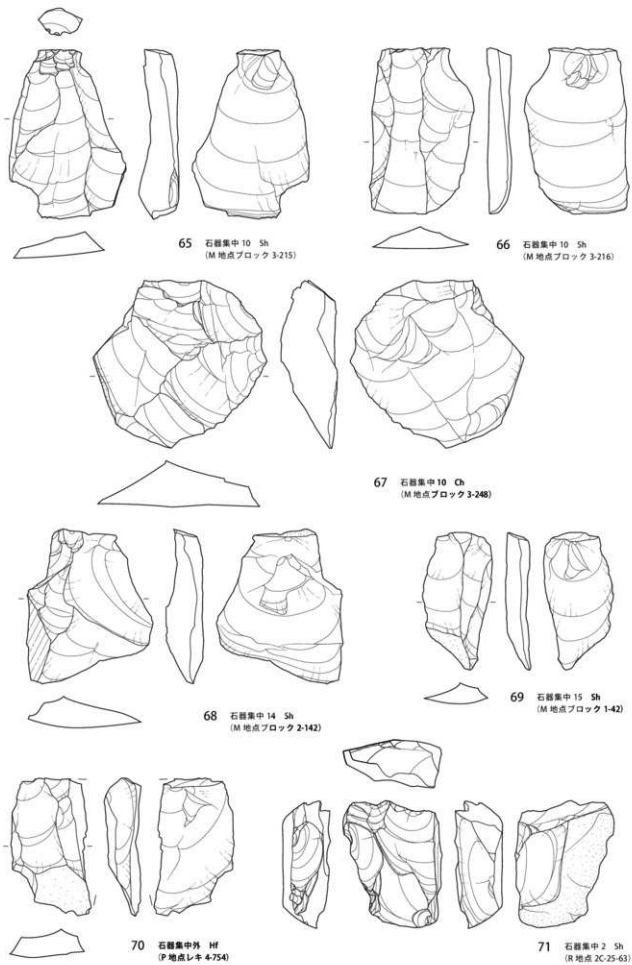 65 石器集中 10 Sh
(M 地点ブロック 3-215)
66 石器集中 10 Sh
(M 地点ブロック 3-216)
67 石器集中 10 Ch
(M 地点ブロック 3-248)
68 石器集中 14 Sh
(M 地点ブロック 2-142)
69 石器集中 15 Sh
(M 地点ブロック 1-42)
70 石器集中外 Hf
(P 地点レキ 4-754)
71 石器集中 2 Sh
(R 地点 2C-25-63)